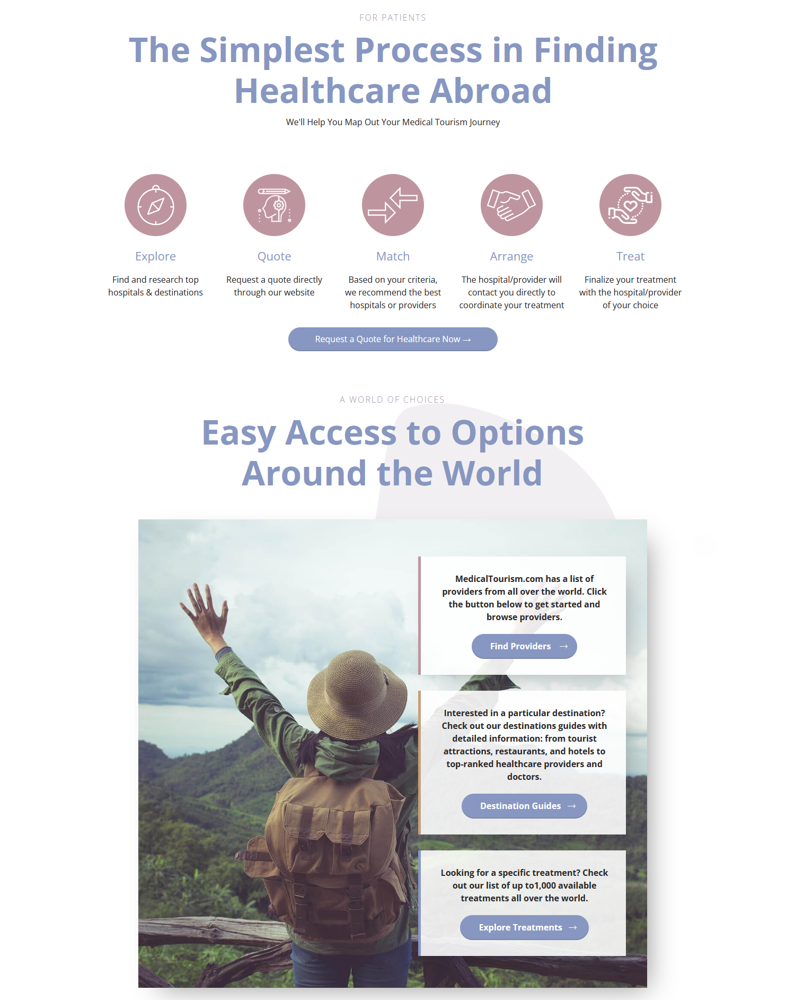 FOR PATIENTS
The Simplest Process in Finding
Healthcare Abroad
We'll Help You Map Out Your Medical Tourism Journey
Explore
Find and research top
hospitals & destinations
Quote
Request a quote directly
through our website
Match
Based on your criteria,
we recommend the best
hospitals or providers
Arrange
The hospital/provider will
contact you directly to
coordinate your treatment
Treat
Finalize your treatment
with the hospital/provider
of your choice
Request a Quote for Healthcare Now →
A WORLD OF CHOICES
Easy Access to Options
Around the World
MedicalTourism.com has a list of
providers from all over the world. Click
the button below to get started and
browse providers.
Find Providers →
Interested in a particular destination?
Check out our destinations guides with
detailed information: from tourist
attractions, restaurants, and hotels to
top-ranked healthcare providers and
doctors.
Destination Guides →
Looking for a specific treatment? Check
out our list of up to1,000 available
treatments all over the world.
Explore Treatments →